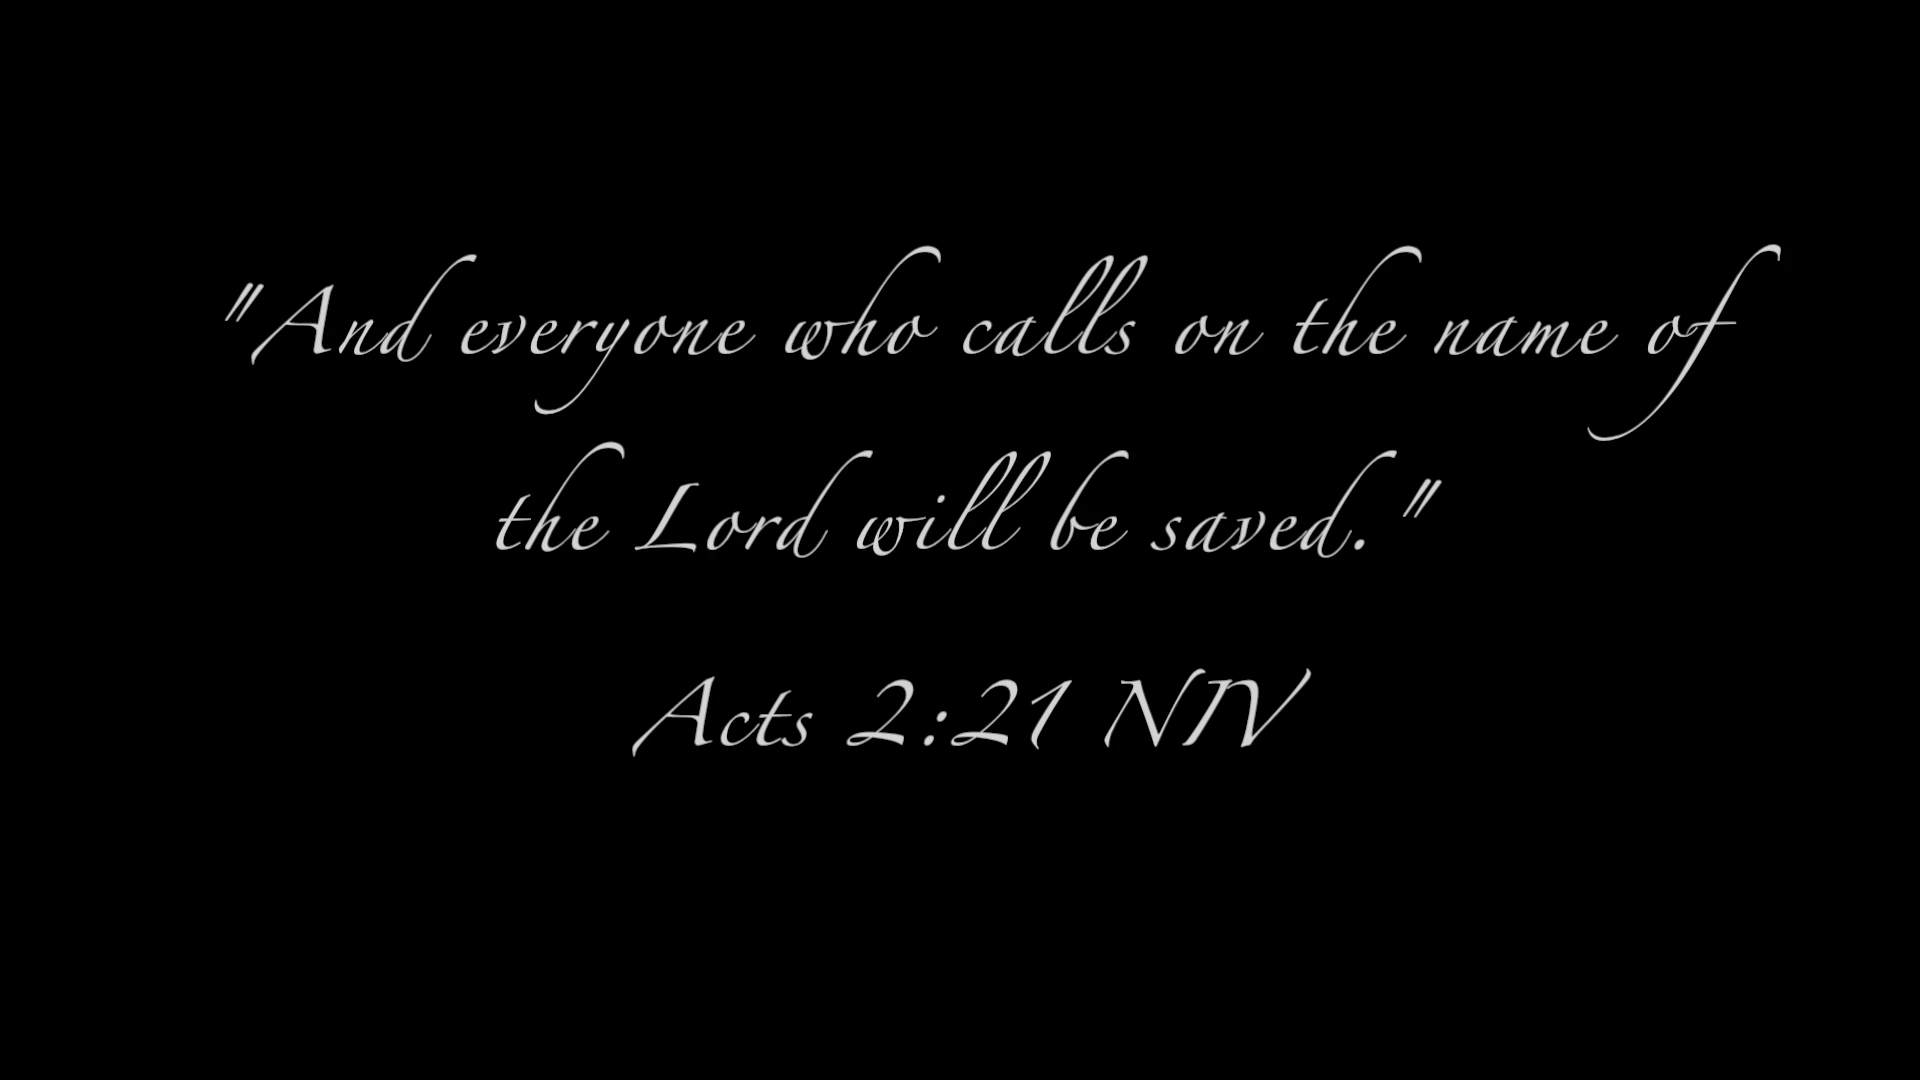 "And everyone who calls on the name of
the Lord will be saved."
Acts 2:21 NIV